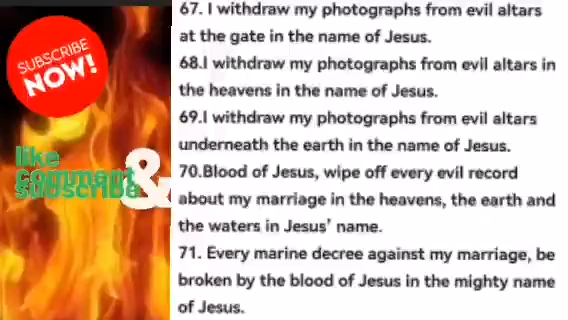 SUBSCRIBE
NOW!
like
comment
subscribe
&
67. I withdraw my photographs from evil altars
at the gate in the name of Jesus.
68.I withdraw my photographs from evil altars in
the heavens in the name of Jesus.
69.I withdraw my photographs from evil altars
underneath the earth in the name of Jesus.
70.Blood of Jesus, wipe off every evil record
about my marriage in the heavens, the earth and
the waters in Jesus’ name.
71. Every marine decree against my marriage, be
broken by the blood of Jesus in the mighty name
of Jesus.